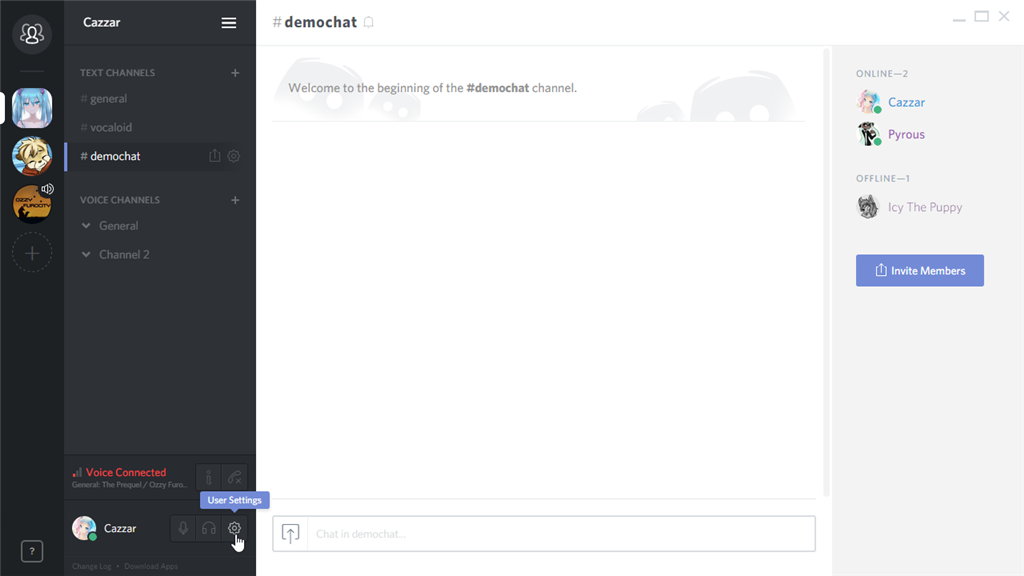 Cazzar
TEXT CHANNELS
# general
# vocaloid
# demochat
VOICE CHANNELS
General
Channel 2
OZZY
FUROCITY
Voice Connected
General: The Prequel / Ozzy Furo...
User Settings
Cazzar
Change Log • Download Apps
?
# demochat
Welcome to the beginning of the #demochat channel.
Chat in demochat...
ONLINE—2
Cazzar
Pyrous
OFFLINE—1
Icy The Puppy
Invite Members